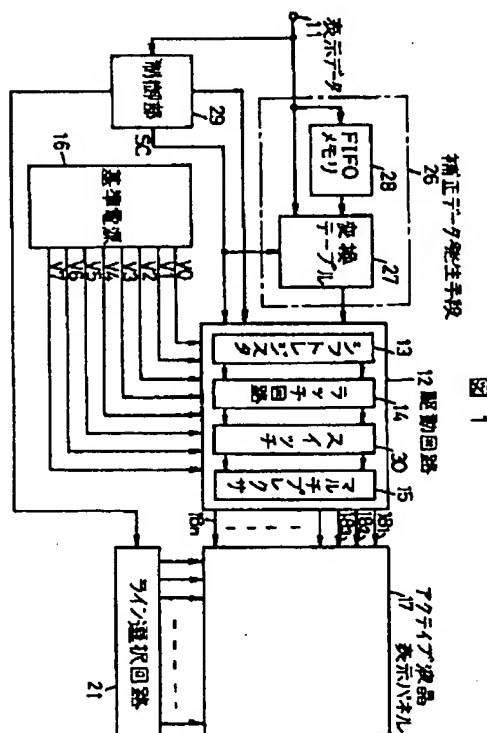 図 1
表示データ
11
補正データ発生手段
26
FIFO
メモリ
28
変換
テーブル
27
制御部
29
SC
16
基準電源
V0
V1
V2
V3
V4
V5
V6
V7
12 駆動回路
シフトレジスタ
13
ラッチ回路
14
スイッチ
30
マルチプレクサ
15
18₁
18₂
18₃
18n
アクティブ液晶
表示パネル
17
ライン選択回路
21